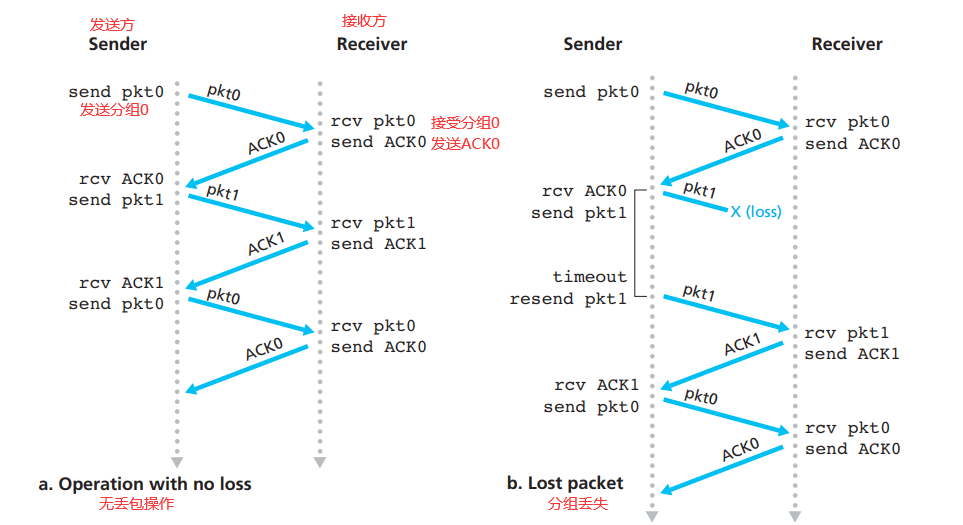 发送方
Sender
接收方
Receiver
send pkt0
发送分组0
pkt0
rcv pkt0
接受分组0
send ACK0
发送ACK0
ACK0
rcv ACK0
send pkt1
pkt1
rcv pkt1
send ACK1
ACK1
rcv ACK1
send pkt0
pkt0
rcv pkt0
send ACK0
ACK0
a. Operation with no loss
无丢包操作
Sender
Receiver
send pkt0
pkt0
rcv pkt0
send ACK0
ACK0
rcv ACK0
send pkt1
pkt1
X (loss)
timeout
resend pkt1
pkt1
rcv pkt1
send ACK1
ACK1
rcv ACK1
send pkt0
pkt0
rcv pkt0
send ACK0
ACK0
b. Lost packet
分组丢失